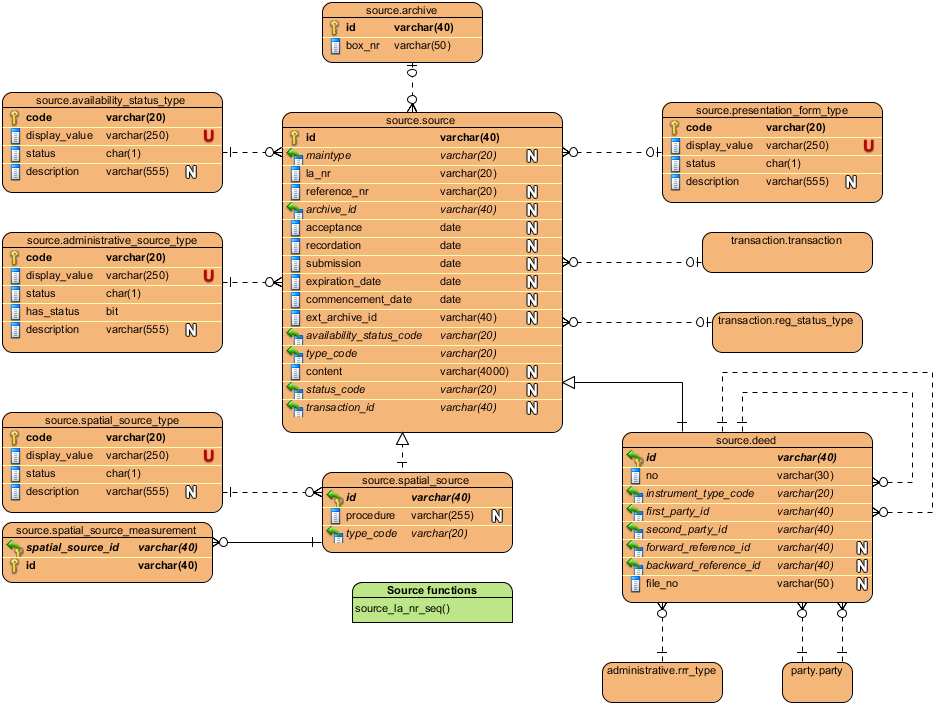 source.archive
id varchar(40)
box_nr varchar(50)
source.availability_status_type
code varchar(20)
display_value varchar(250) U
status char(1)
description varchar(555) N
source.source
id varchar(40)
maintype varchar(20) N
la_nr varchar(20)
reference_nr varchar(20) N
archive_id varchar(40) N
acceptance date N
recordation date N
submission date N
expiration_date date N
commencement_date date N
ext_archive_id varchar(40) N
availability_status_code varchar(20)
type_code varchar(20)
content varchar(4000) N
status_code varchar(20) N
transaction_id varchar(40) N
source.presentation_form_type
code varchar(20)
display_value varchar(250) U
status char(1)
description varchar(555) N
source.administrative_source_type
code varchar(20)
display_value varchar(250) U
status char(1)
has_status bit
description varchar(555) N
transaction.transaction
transaction.reg_status_type
source.spatial_source_type
code varchar(20)
display_value varchar(250) U
status char(1)
description varchar(555) N
source.spatial_source
id varchar(40)
procedure varchar(255) N
type_code varchar(20)
source.deed
id varchar(40)
no varchar(30)
instrument_type_code varchar(20)
first_party_id varchar(40)
second_party_id varchar(40)
forward_reference_id varchar(40) N
backward_reference_id varchar(40) N
file_no varchar(50) N
source.spatial_source_measurement
spatial_source_id varchar(40)
id varchar(40)
Source functions
source_la_nr_seq()
administrative.rrr_type
party.party